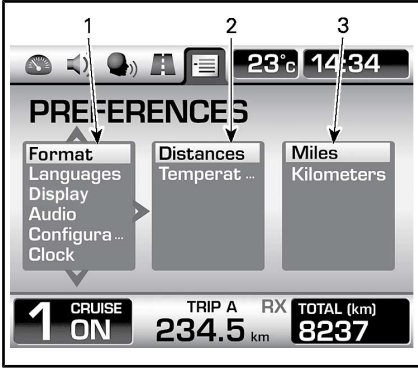 1 2 3
23°c 14:34
PREFERENCES
Format Distances Miles
Languages Temperat ... Kilometers
Display
Audio
Configura ...
Clock
1 CRUISE ON TRIP A 234.5 km RX TOTAL (km) 8237